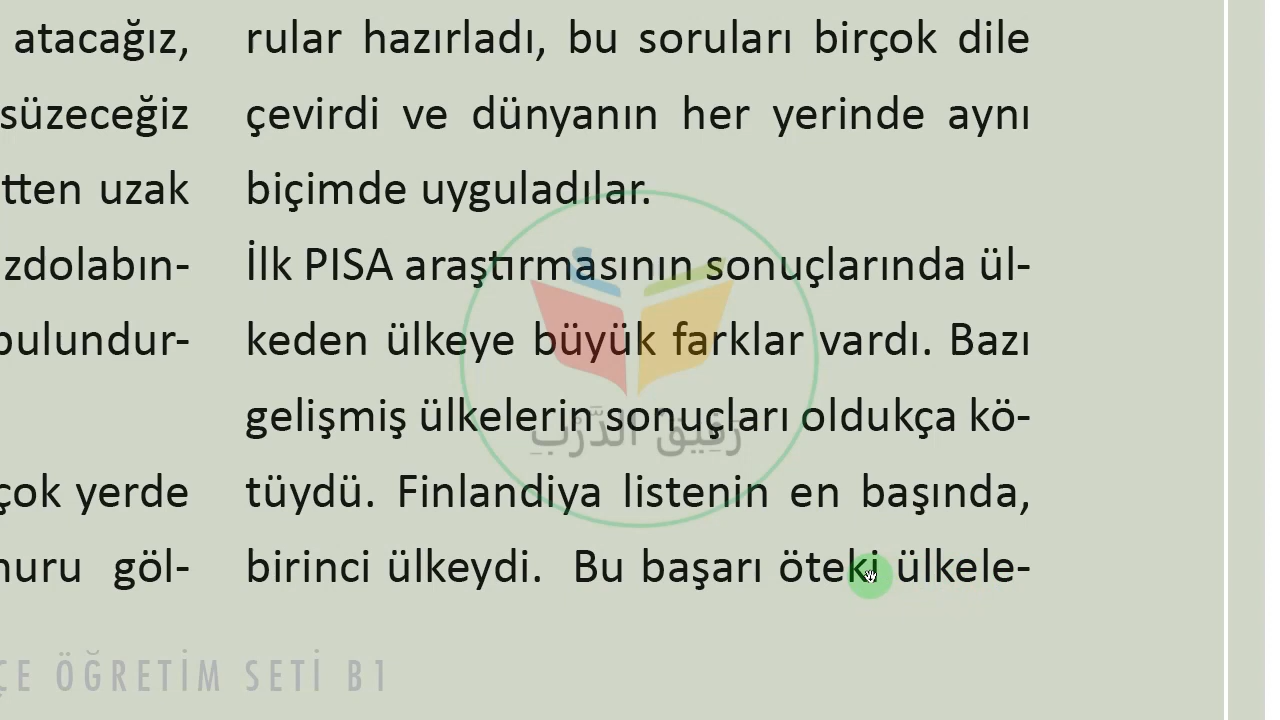 atacağız,
süzeceğiz
tten uzak
zdolabın-
bulundur-
çok yerde
göl-
rular hazırladı, bu soruları birçok dile
çevirdi ve dünyanın her yerinde aynı
biçimde uyguladılar.
İlk PISA araştırmasının sonuçlarında ül-
keden ülkeye büyük farklar vardı. Bazı
gelişmiş ülkelerin sonuçları oldukça kö-
tüydü. Finlandiya listenin en başında,
birinci ülkeydi. Bu başarı öteki ülkele-
رَفِيقُ الدَّرْبِ
ÇE ÖĞRETİM SETİ B1